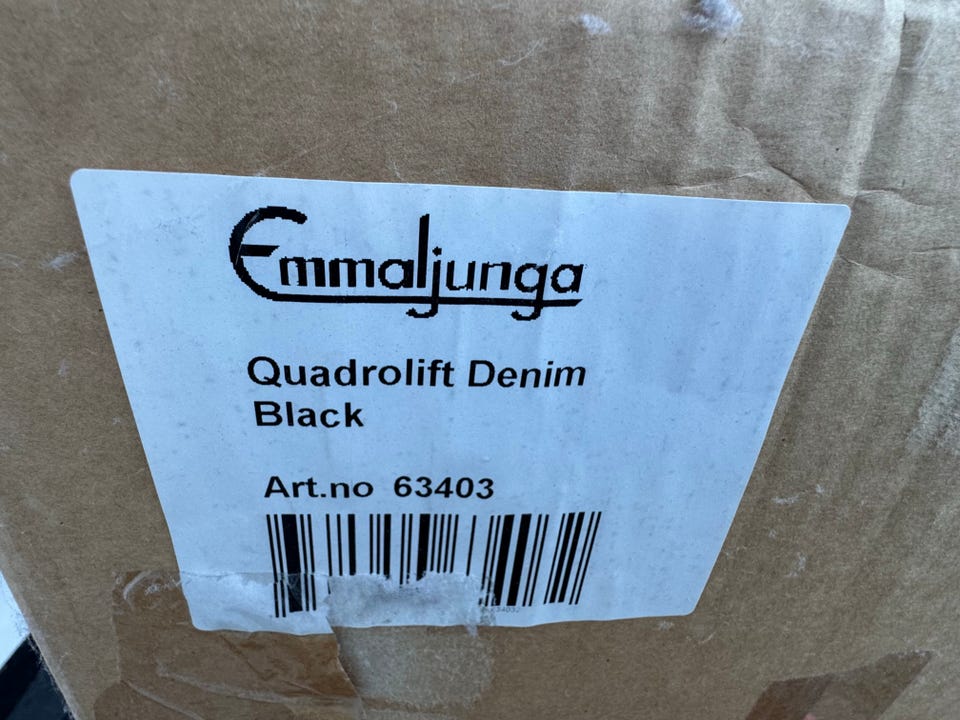 Emmaljunga
Quadrolift Denim
Black
Art.no 63403